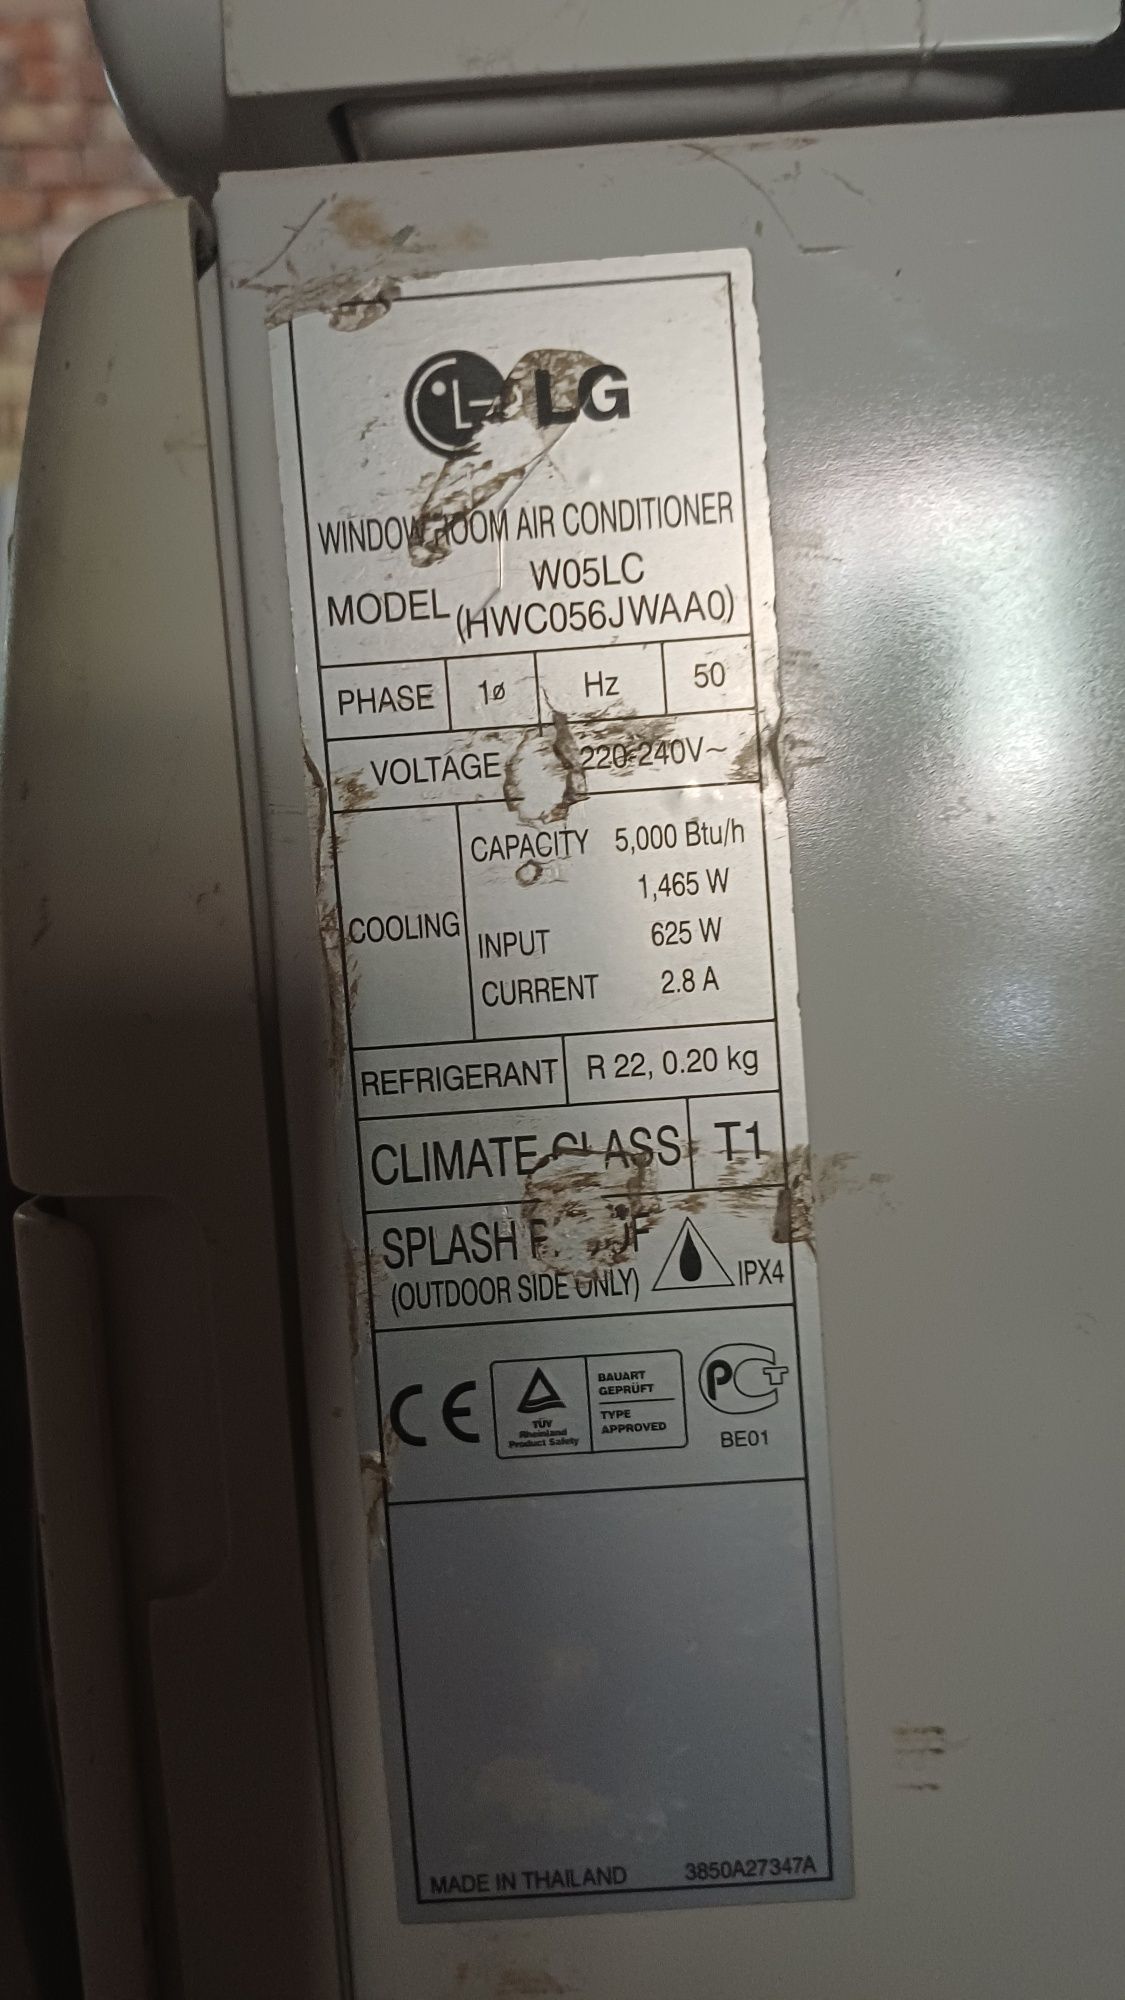 LG
WINDOW ROOM AIR CONDITIONER
MODEL W05LC
(HWC056JWAA0)
PHASE 1ø Hz 50
VOLTAGE 220-240V~
COOLING
CAPACITY 5,000 Btu/h
1,465 W
INPUT 625 W
CURRENT 2.8 A
REFRIGERANT R 22, 0.20 kg
CLIMATE CLASS T1
SPLASH
(OUTDOOR SIDE ONLY) IPX4
CE
TÜV
Rheinland
Product Safety
BAUART
GEPRÜFT
TYPE
APPROVED
PCT
BE01
MADE IN THAILAND 3850A27347A